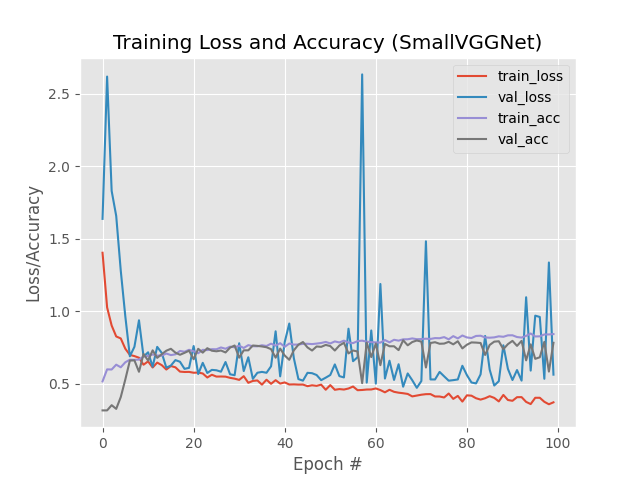 Training Loss and Accuracy (SmallVGGNet)
train_loss
val_loss
train_acc
val_acc
Loss/Accuracy
2.5
2.0
1.5
1.0
0.5
0
20
40
60
80
100
Epoch #